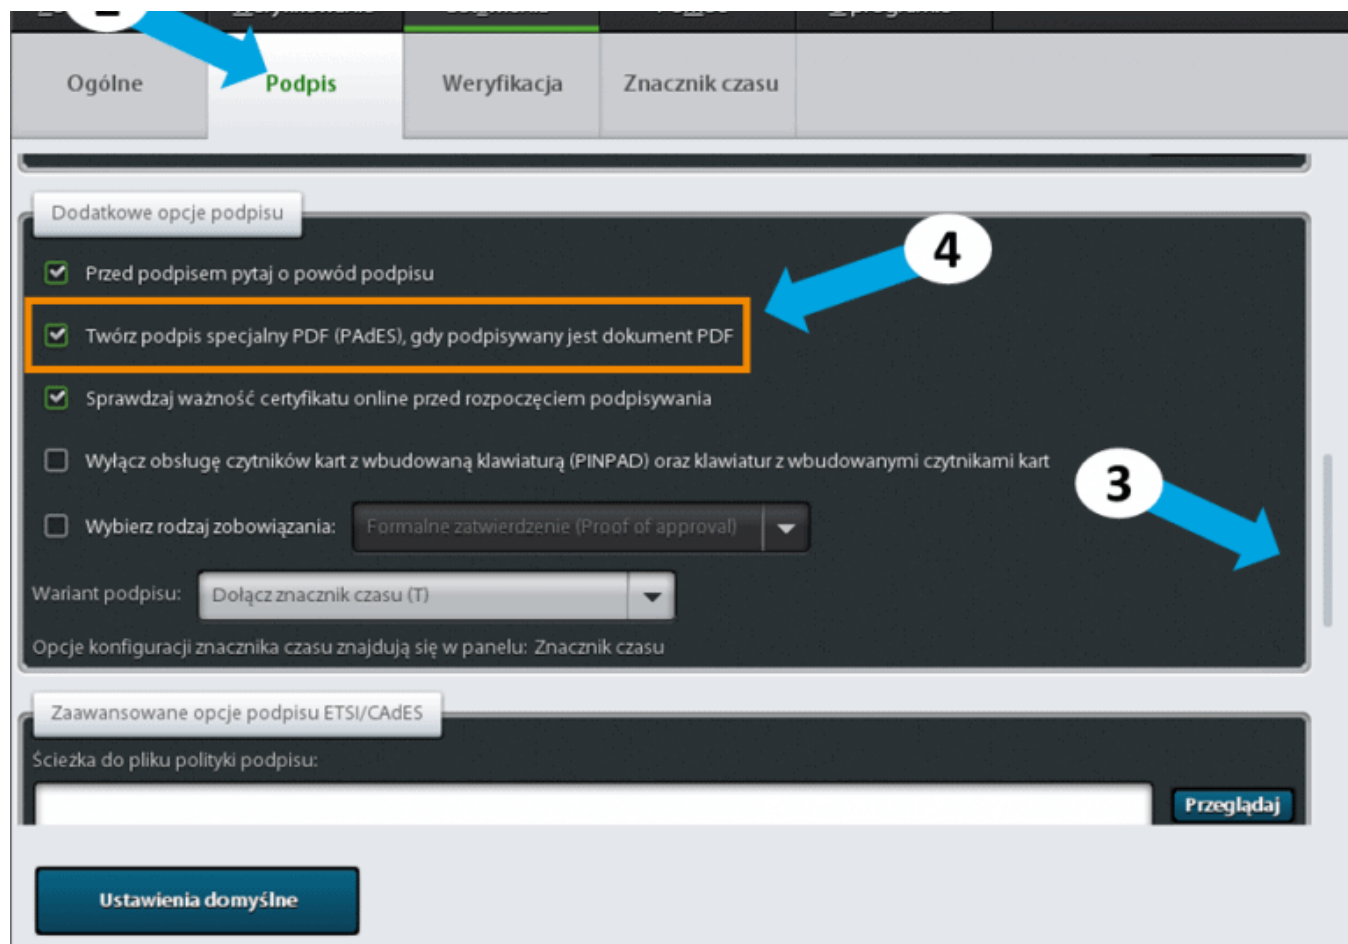 Ogólne
Podpis
Weryfikacja
Znacznik czasu
Dodatkowe opcje podpisu
4
Przed podpisem pytaj o powód podpisu
Twórz podpis specjalny PDF (PAdES), gdy podpisywany jest dokument PDF
Sprawdzaj ważność certyfikatu online przed rozpoczęciem podpisywania
Wyłącz obsługę czytników kart z wbudowaną klawiaturą (PINPAD) oraz klawiatur z wbudowanymi czytnikami kart
3
Wybierz rodzaj zobowiązania:
Formalne zatwierdzenie (Proof of approval)
Wariant podpisu:
Dołącz znacznik czasu (T)
Opcje konfiguracji znacznika czasu znajdują się w panelu: Znacznik czasu
Zaawansowane opcje podpisu ETSI/CAdES
Ścieżka do pliku polityki podpisu:
Przeglądaj
Ustawienia domyślne